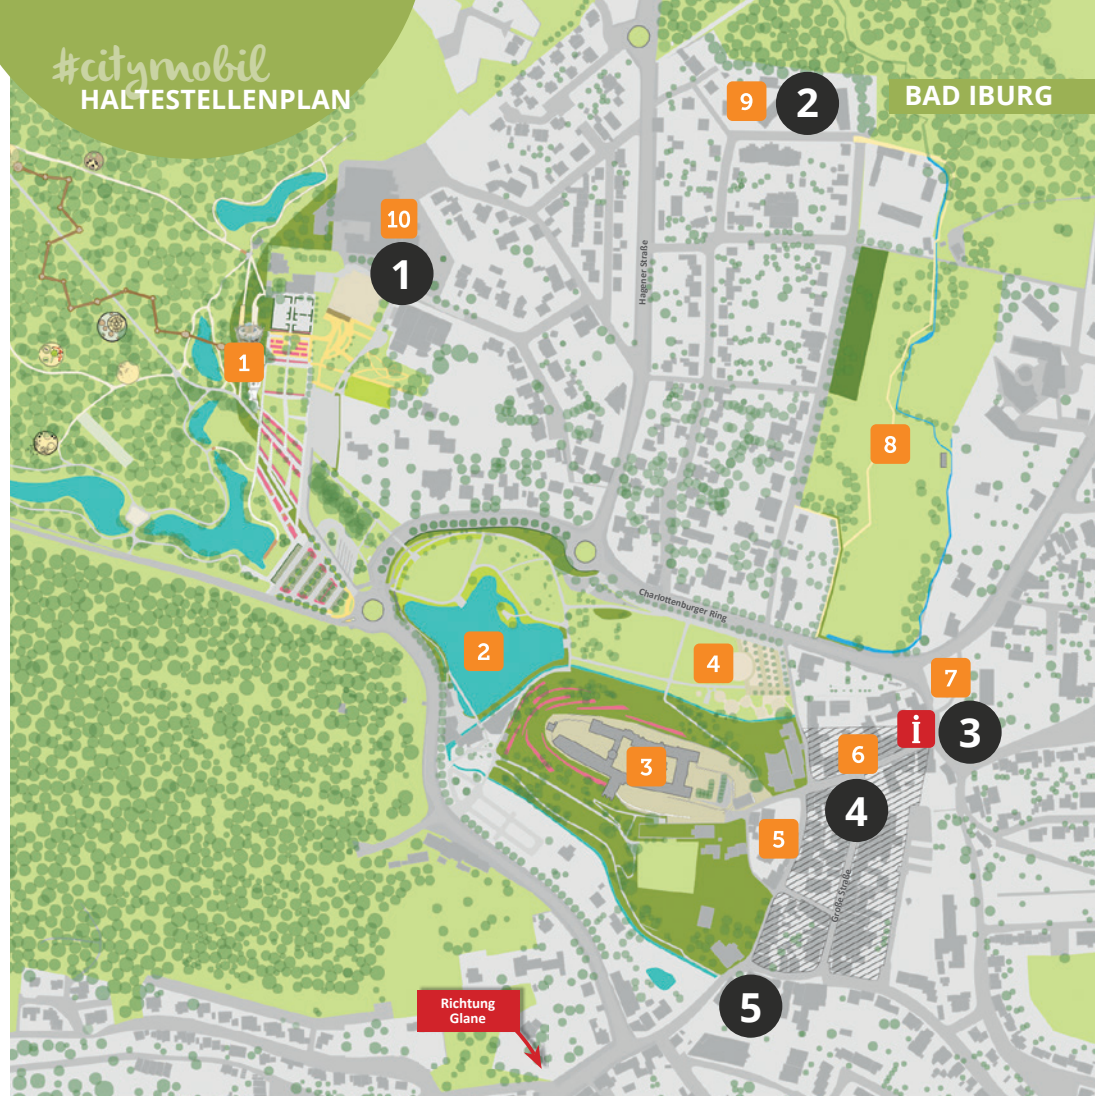 #citymobil
HALTESTELLENPLAN
BAD IBURG
9
2
10
1
Hagener Straße
1
8
Charlottenburger Ring
2
4
7
i
3
6
3
4
5
Große Straße
5
Richtung
Glane